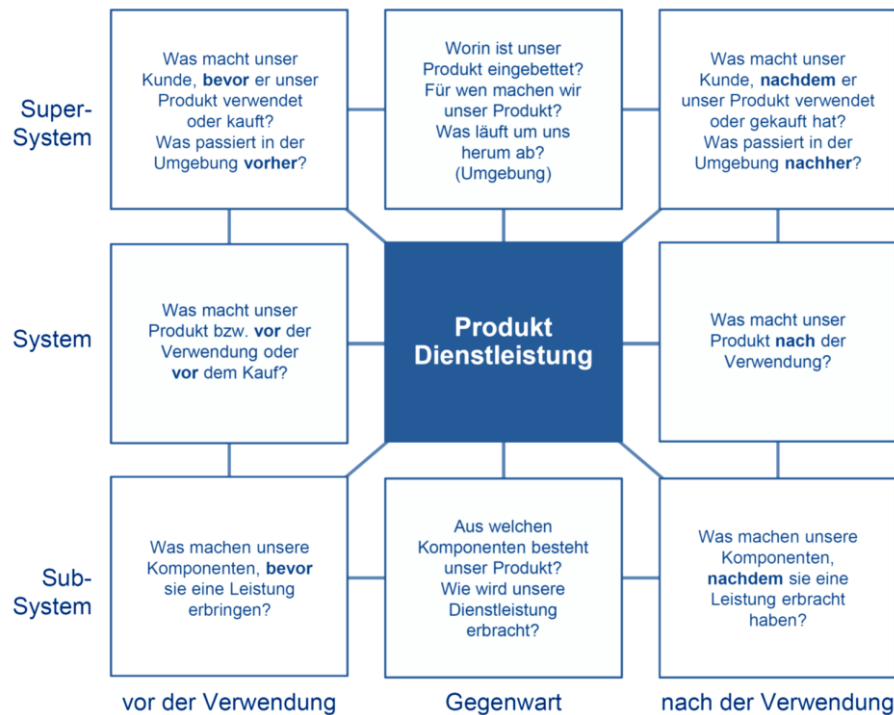 Super-
System
Was macht unser
Kunde, bevor er unser
Produkt verwendet
oder kauft?
Was passiert in der
Umgebung vorher?
Worin ist unser
Produkt eingebettet?
Für wen machen wir
unser Produkt?
Was läuft um uns
herum ab?
(Umgebung)
Was macht unser
Kunde, nachdem er
unser Produkt verwendet
oder gekauft hat?
Was passiert in der
Umgebung nachher?
System
Was macht unser
Produkt bzw. vor der
Verwendung oder
vor dem Kauf?
Produkt
Dienstleistung
Was macht unser
Produkt nach der
Verwendung?
Sub-
System
Was machen unsere
Komponenten, bevor
sie eine Leistung
erbringen?
Aus welchen
Komponenten besteht
unser Produkt?
Wie wird unsere
Dienstleistung
erbracht?
Was machen unsere
Komponenten,
nachdem sie eine
Leistung erbracht
haben?
vor der Verwendung
Gegenwart
nach der Verwendung